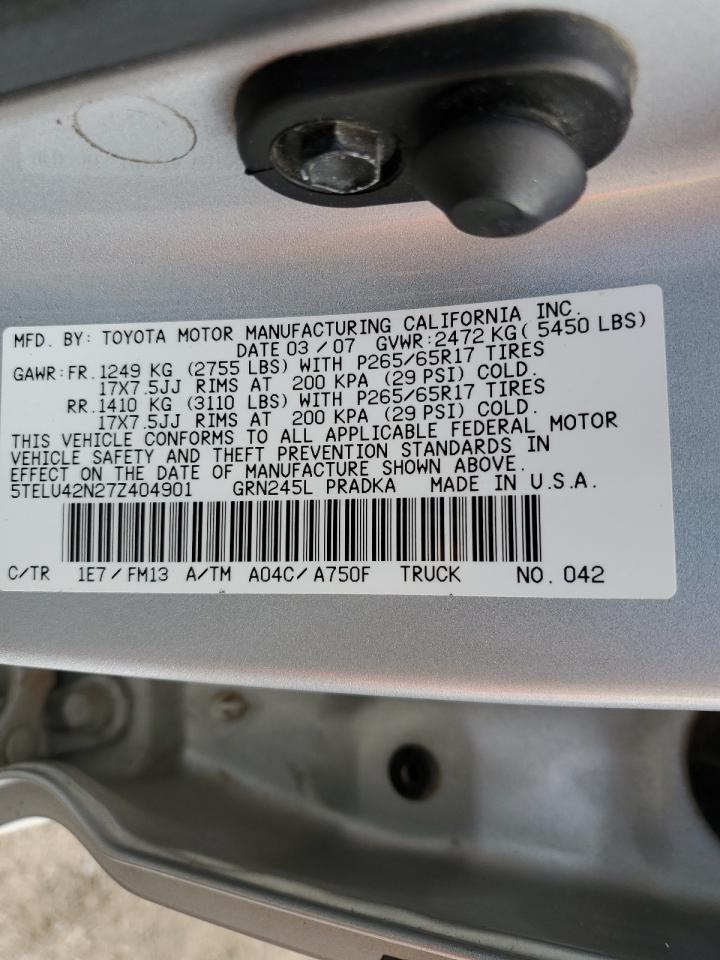 MFD. BY: TOYOTA MOTOR MANUFACTURING CALIFORNIA INC.
DATE 03 / 07 GVWR: 2472 KG( 5450 LBS)
GAWR: FR. 1249 KG (2755 LBS) WITH P265/65R17 TIRES
17X7.5JJ RIMS AT 200 KPA (29 PSI) COLD.
RR. 1410 KG (3110 LBS) WITH P265/65R17 TIRES
17X7.5JJ RIMS AT 200 KPA (29 PSI) COLD.
THIS VEHICLE CONFORMS TO ALL APPLICABLE FEDERAL MOTOR
VEHICLE SAFETY AND THEFT PREVENTION STANDARDS IN
EFFECT ON THE DATE OF MANUFACTURE SHOWN ABOVE.
5TELU42N27Z404901 GRN245L PRADKA MADE IN U.S.A.
C/TR 1E7 / FM13 A/TM A04C/ A750F TRUCK NO. 042